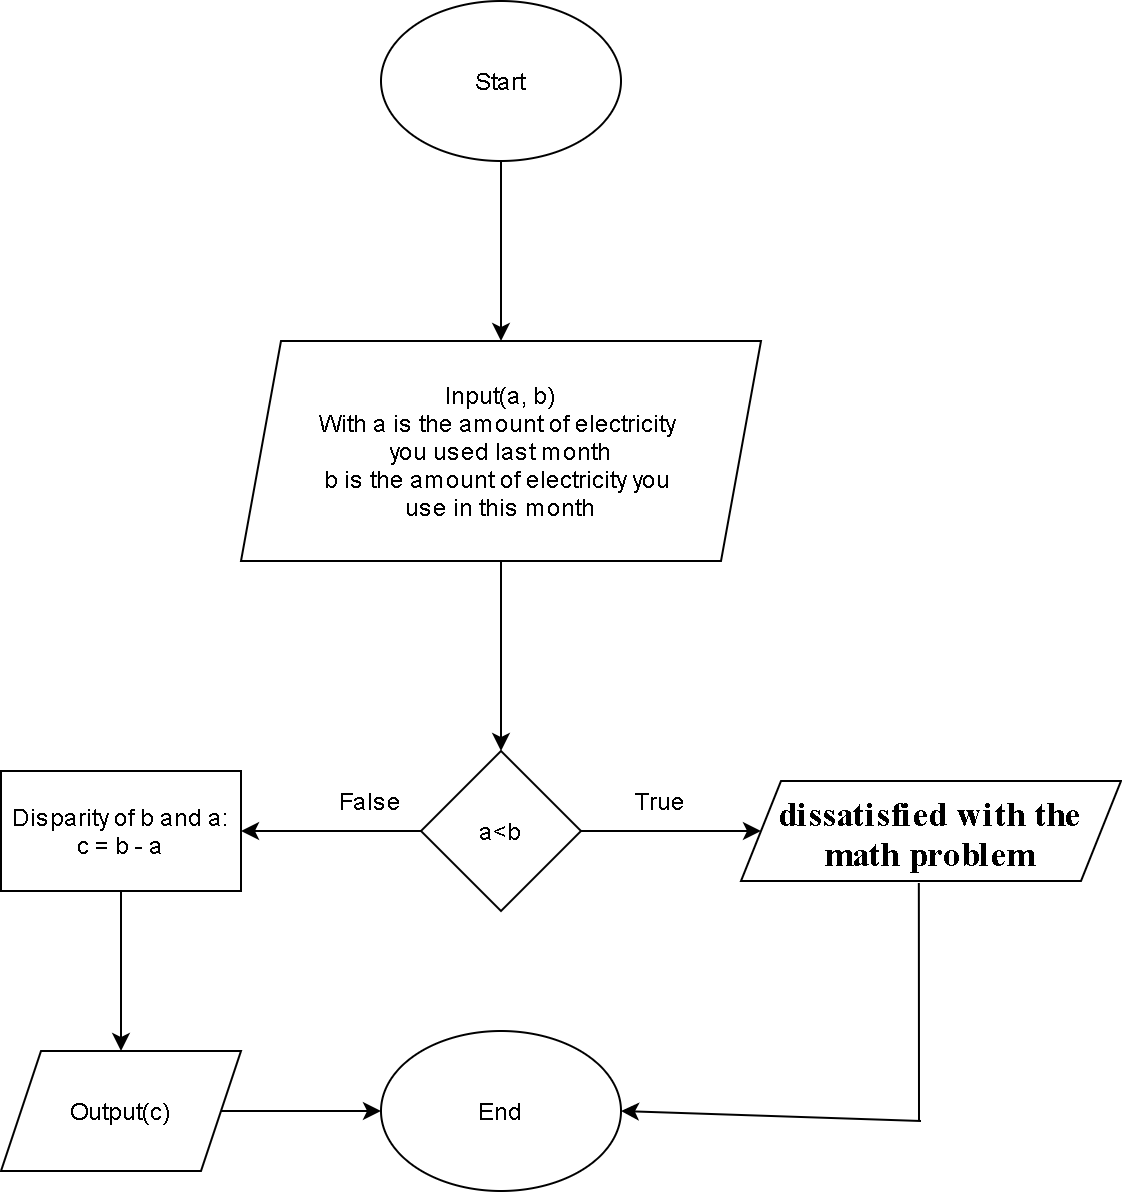 Start
Input(a, b)
With a is the amount of electricity
you used last month
b is the amount of electricity you
use in this month
False
True
Disparity of b and a:
c = b - a
a<b
dissatisfied with the
math problem
Output(c)
End